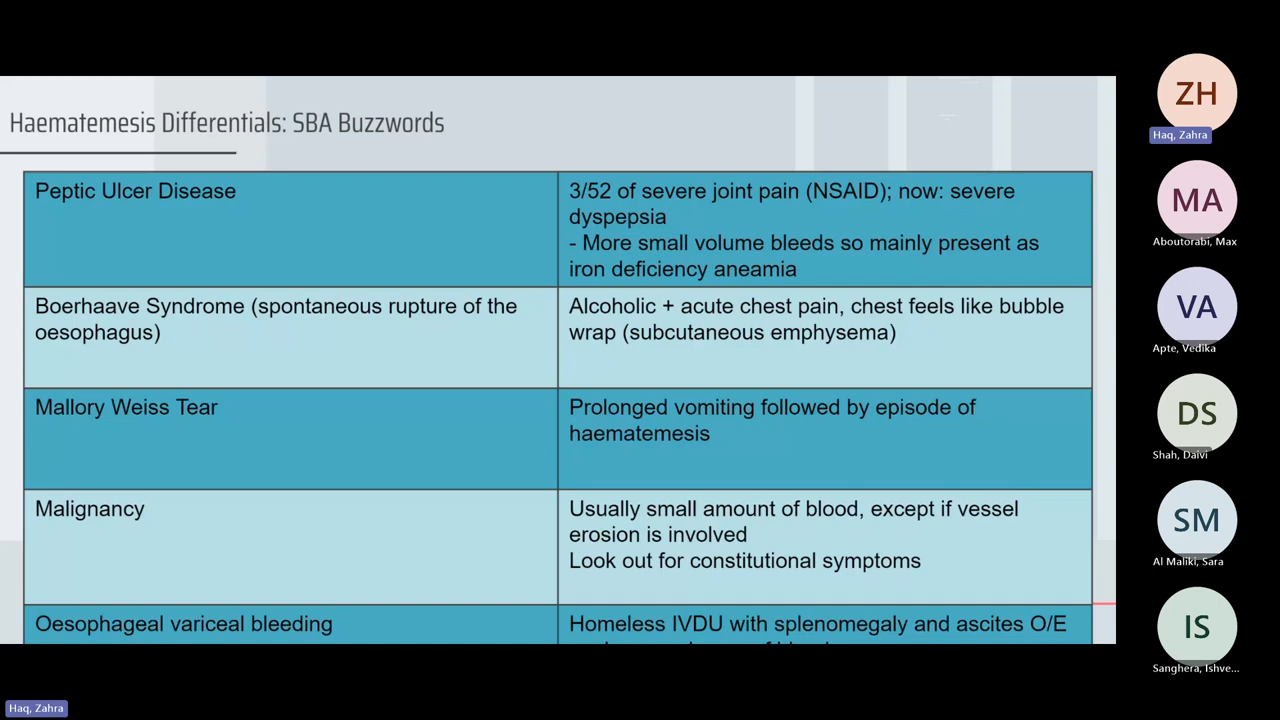 Haematemesis Differentials: SBA Buzzwords
Peptic Ulcer Disease
3/52 of severe joint pain (NSAID); now: severe
dyspepsia
- More small volume bleeds so mainly present as
iron deficiency aneamia
Boerhaave Syndrome (spontaneous rupture of the
oesophagus)
Alcoholic + acute chest pain, chest feels like bubble
wrap (subcutaneous emphysema)
Mallory Weiss Tear
Prolonged vomiting followed by episode of
haematemesis
Malignancy
Usually small amount of blood, except if vessel
erosion is involved
Look out for constitutional symptoms
Oesophageal variceal bleeding
Homeless IVDU with splenomegaly and ascites O/E
ZH
Haq, Zahra
MA
Aboutorabi, Max
VA
Apte, Vedika
DS
Shah, Daivi
SM
Al Maliki, Sara
IS
Sanghera, Ishve...
Haq, Zahra